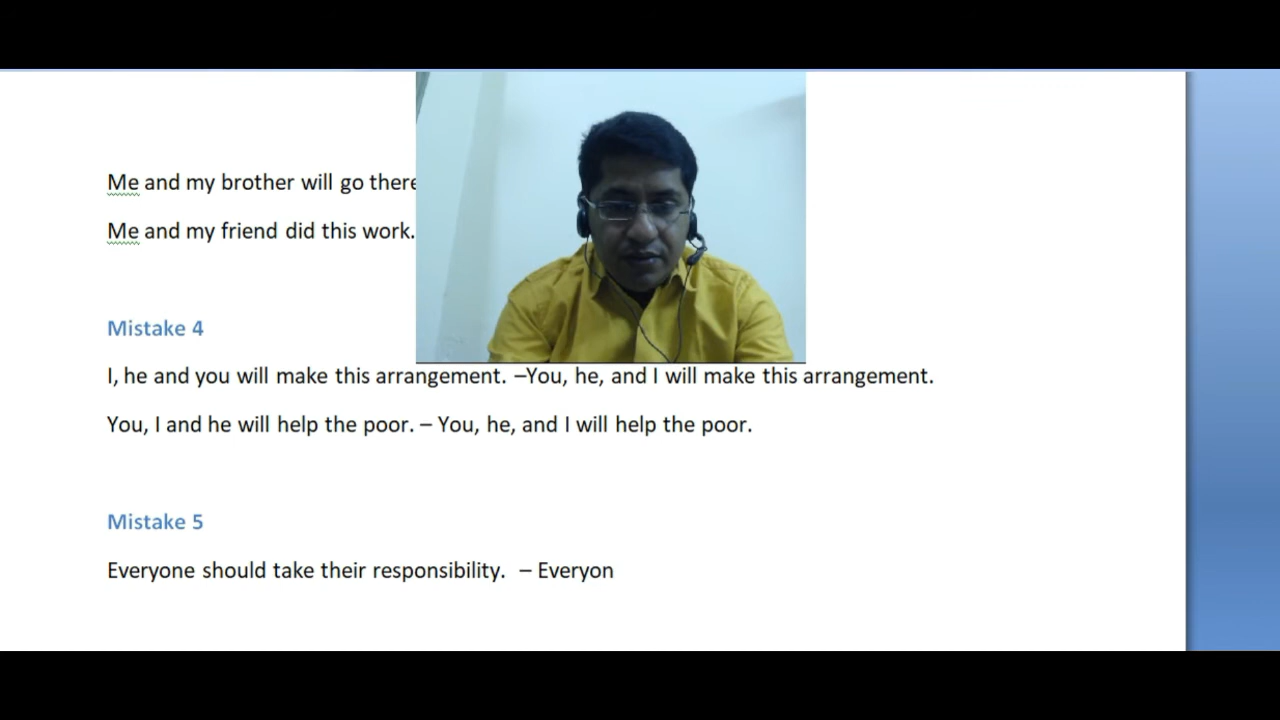 Me and my brother will go there
Me and my friend did this work.
Mistake 4
I, he and you will make this arrangement. –You, he, and I will make this arrangement.
You, I and he will help the poor. – You, he, and I will help the poor.
Mistake 5
Everyone should take their responsibility.  – Everyon